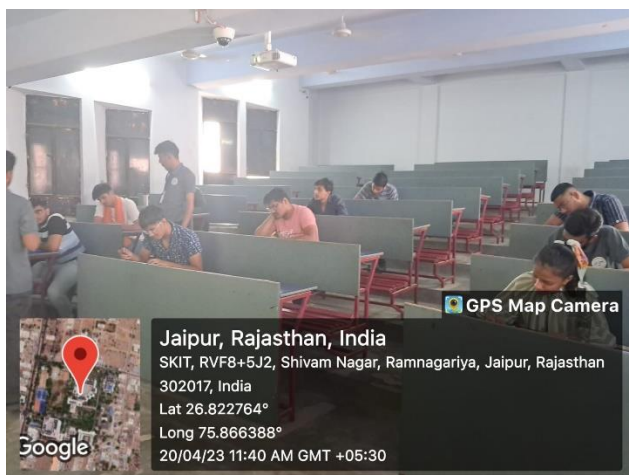 GPS Map Camera
Jaipur, Rajasthan, India
SKIT, RVF8+5J2, Shivam Nagar, Ramnagariya, Jaipur, Rajasthan
302017, India
Lat 26.822764°
Long 75.866388°
20/04/23 11:40 AM GMT +05:30
Google